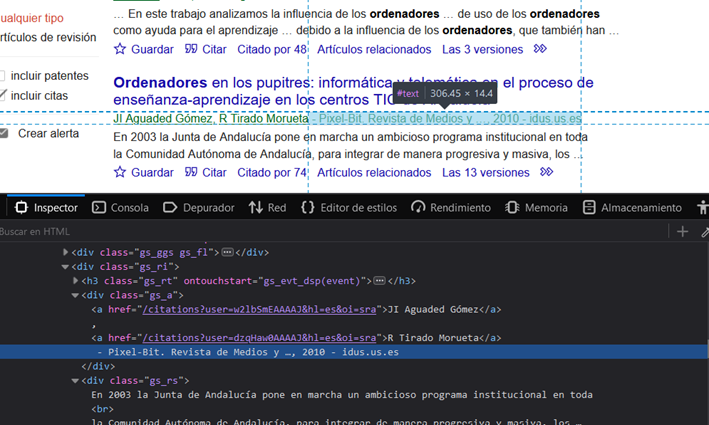 ... En este trabajo analizamos la influencia de los ordenadores ... de uso de los ordenadores
como ayuda para el aprendizaje ... debido a la influencia de los ordenadores, que también han ...
ualquier tipo
Guardar Citar Citado por 48 Artículos relacionados Las 3 versiones
rtículos de revisión
incluir patentes
Ordenadores en los pupitres: informática y telemática en el proceso de
incluir citas
enseñanza-aprendizaje en los centros TIC
#text 306.45 × 14.4
JI Aguaded Gómez, R Tirado Morueta - Pixel-Bit. Revista de Medios y …, 2010 - idus.us.es
Crear alerta
En 2003 la Junta de Andalucía pone en marcha un ambicioso programa institucional en toda
la Comunidad Autónoma de Andalucía, para integrar de manera progresiva y masiva, los ...
Guardar Citar Citado por 74 Artículos relacionados Las 13 versiones
Inspector Consola Depurador Red Editor de estilos Rendimiento Memoria Almacenamiento
Buscar en HTML
<div class="gs_ggs gs_fl"></div>
<div class="gs_ri">
<h3 class="gs_rt" ontouchstart="gs_evt_dsp(event)"></h3>
<div class="gs_a">
<a href="/citations?user=w2lbSmEAAAAJ&hl=es&oi=sra">JI Aguaded Gómez</a>
,
<a href="/citations?user=dzqHaw0AAAAJ&hl=es&oi=sra">R Tirado Morueta</a>
- Pixel-Bit. Revista de Medios y …, 2010 - idus.us.es
</div>
<div class="gs_rs">
En 2003 la Junta de Andalucía pone en marcha un ambicioso programa institucional en toda
<br>
la Comunidad Autónoma de Andalucía, para integrar de manera progresiva y masiva, los ...